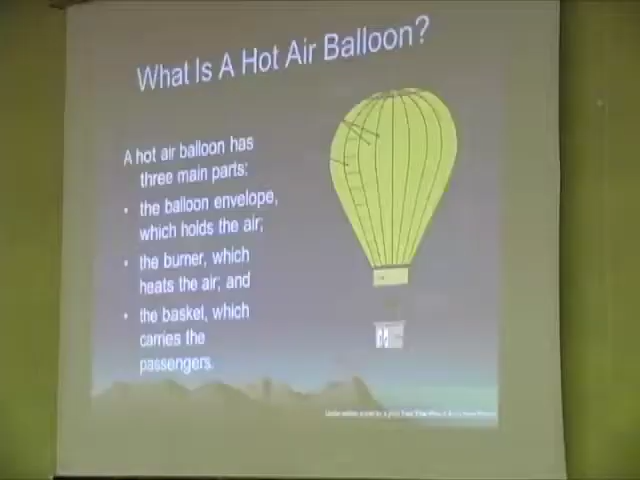 What Is A Hot Air Balloon?
A hot air balloon has
three main parts:
• the balloon envelope,
which holds the air;
• the burner, which
heats the air; and
• the basket, which
carries the
passengers.